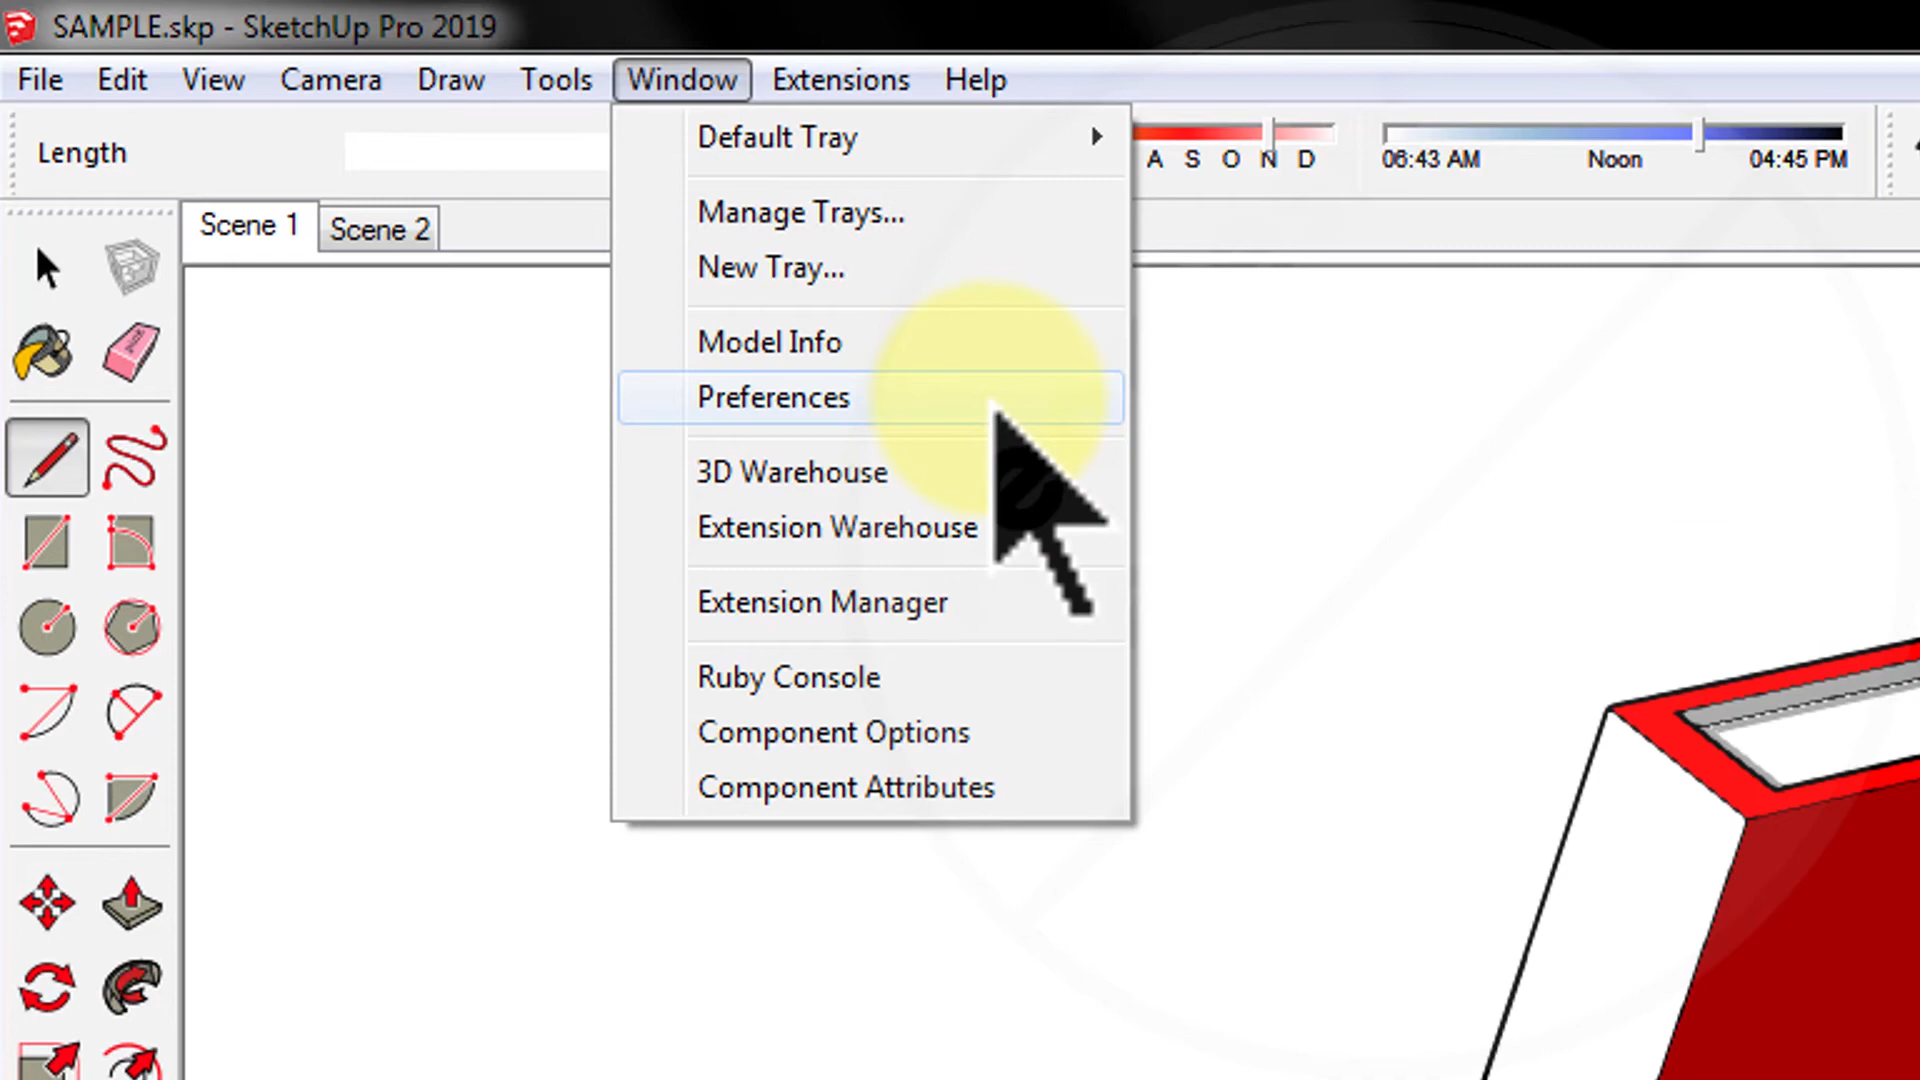 SAMPLE.skp - SketchUp Pro 2019
File Edit View Camera Draw Tools Window Extensions Help
Length
A S O N D
06:43 AM Noon 04:45 PM
Scene 1 Scene 2
Default Tray
Manage Trays...
New Tray...
Model Info
Preferences
3D Warehouse
Extension Warehouse
Extension Manager
Ruby Console
Component Options
Component Attributes